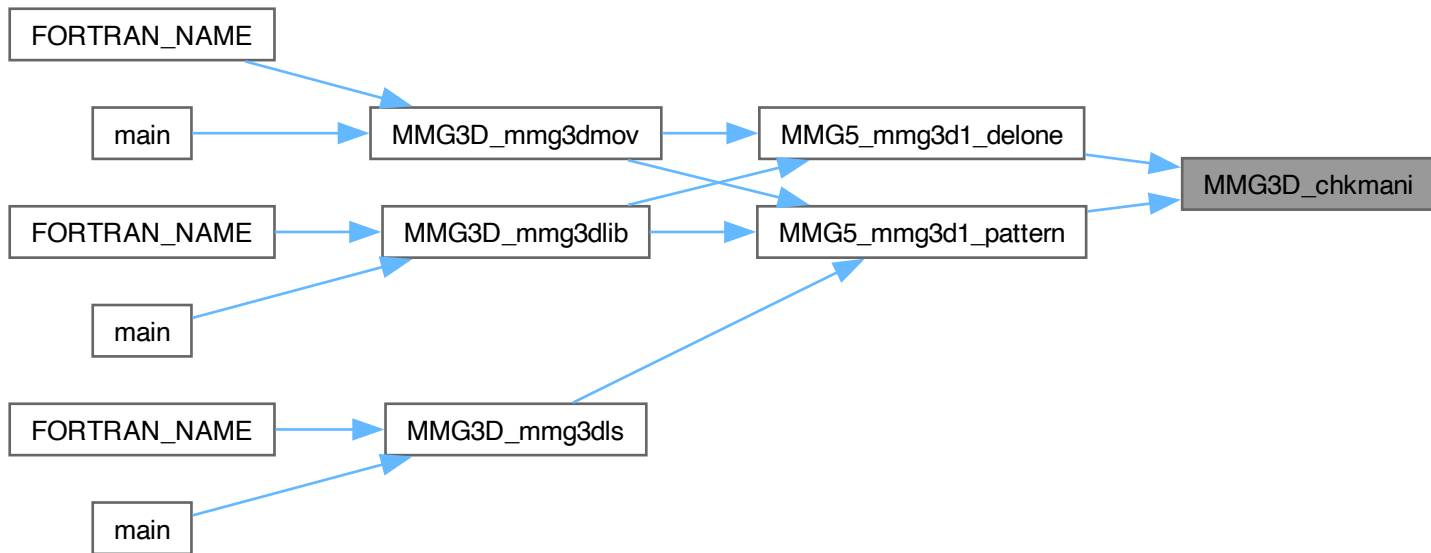 FORTRAN_NAME
main
MMG3D_mmg3dmov
MMG5_mmg3d1_delone
MMG3D_chkmani
FORTRAN_NAME
MMG3D_mmg3dlib
MMG5_mmg3d1_pattern
main
FORTRAN_NAME
MMG3D_mmg3dls
main